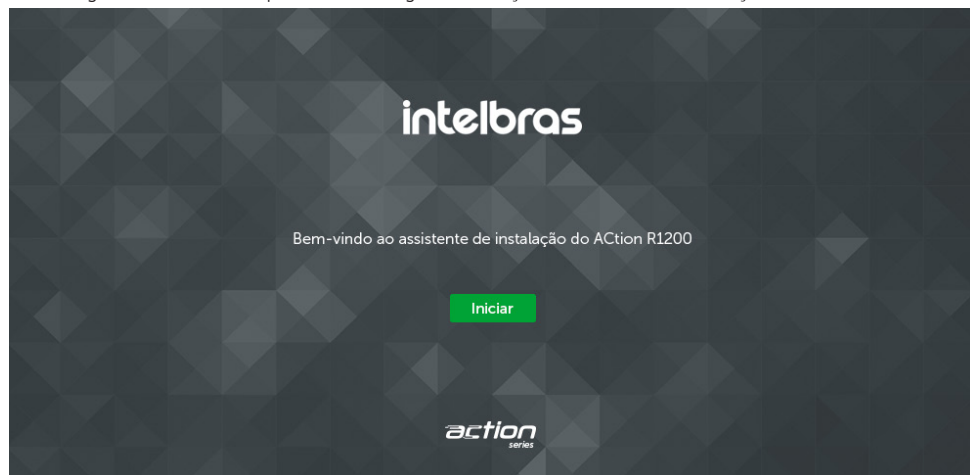 intelbras
Bem-vindo ao assistente de instalação do ACtion R1200
Iniciar
action
series